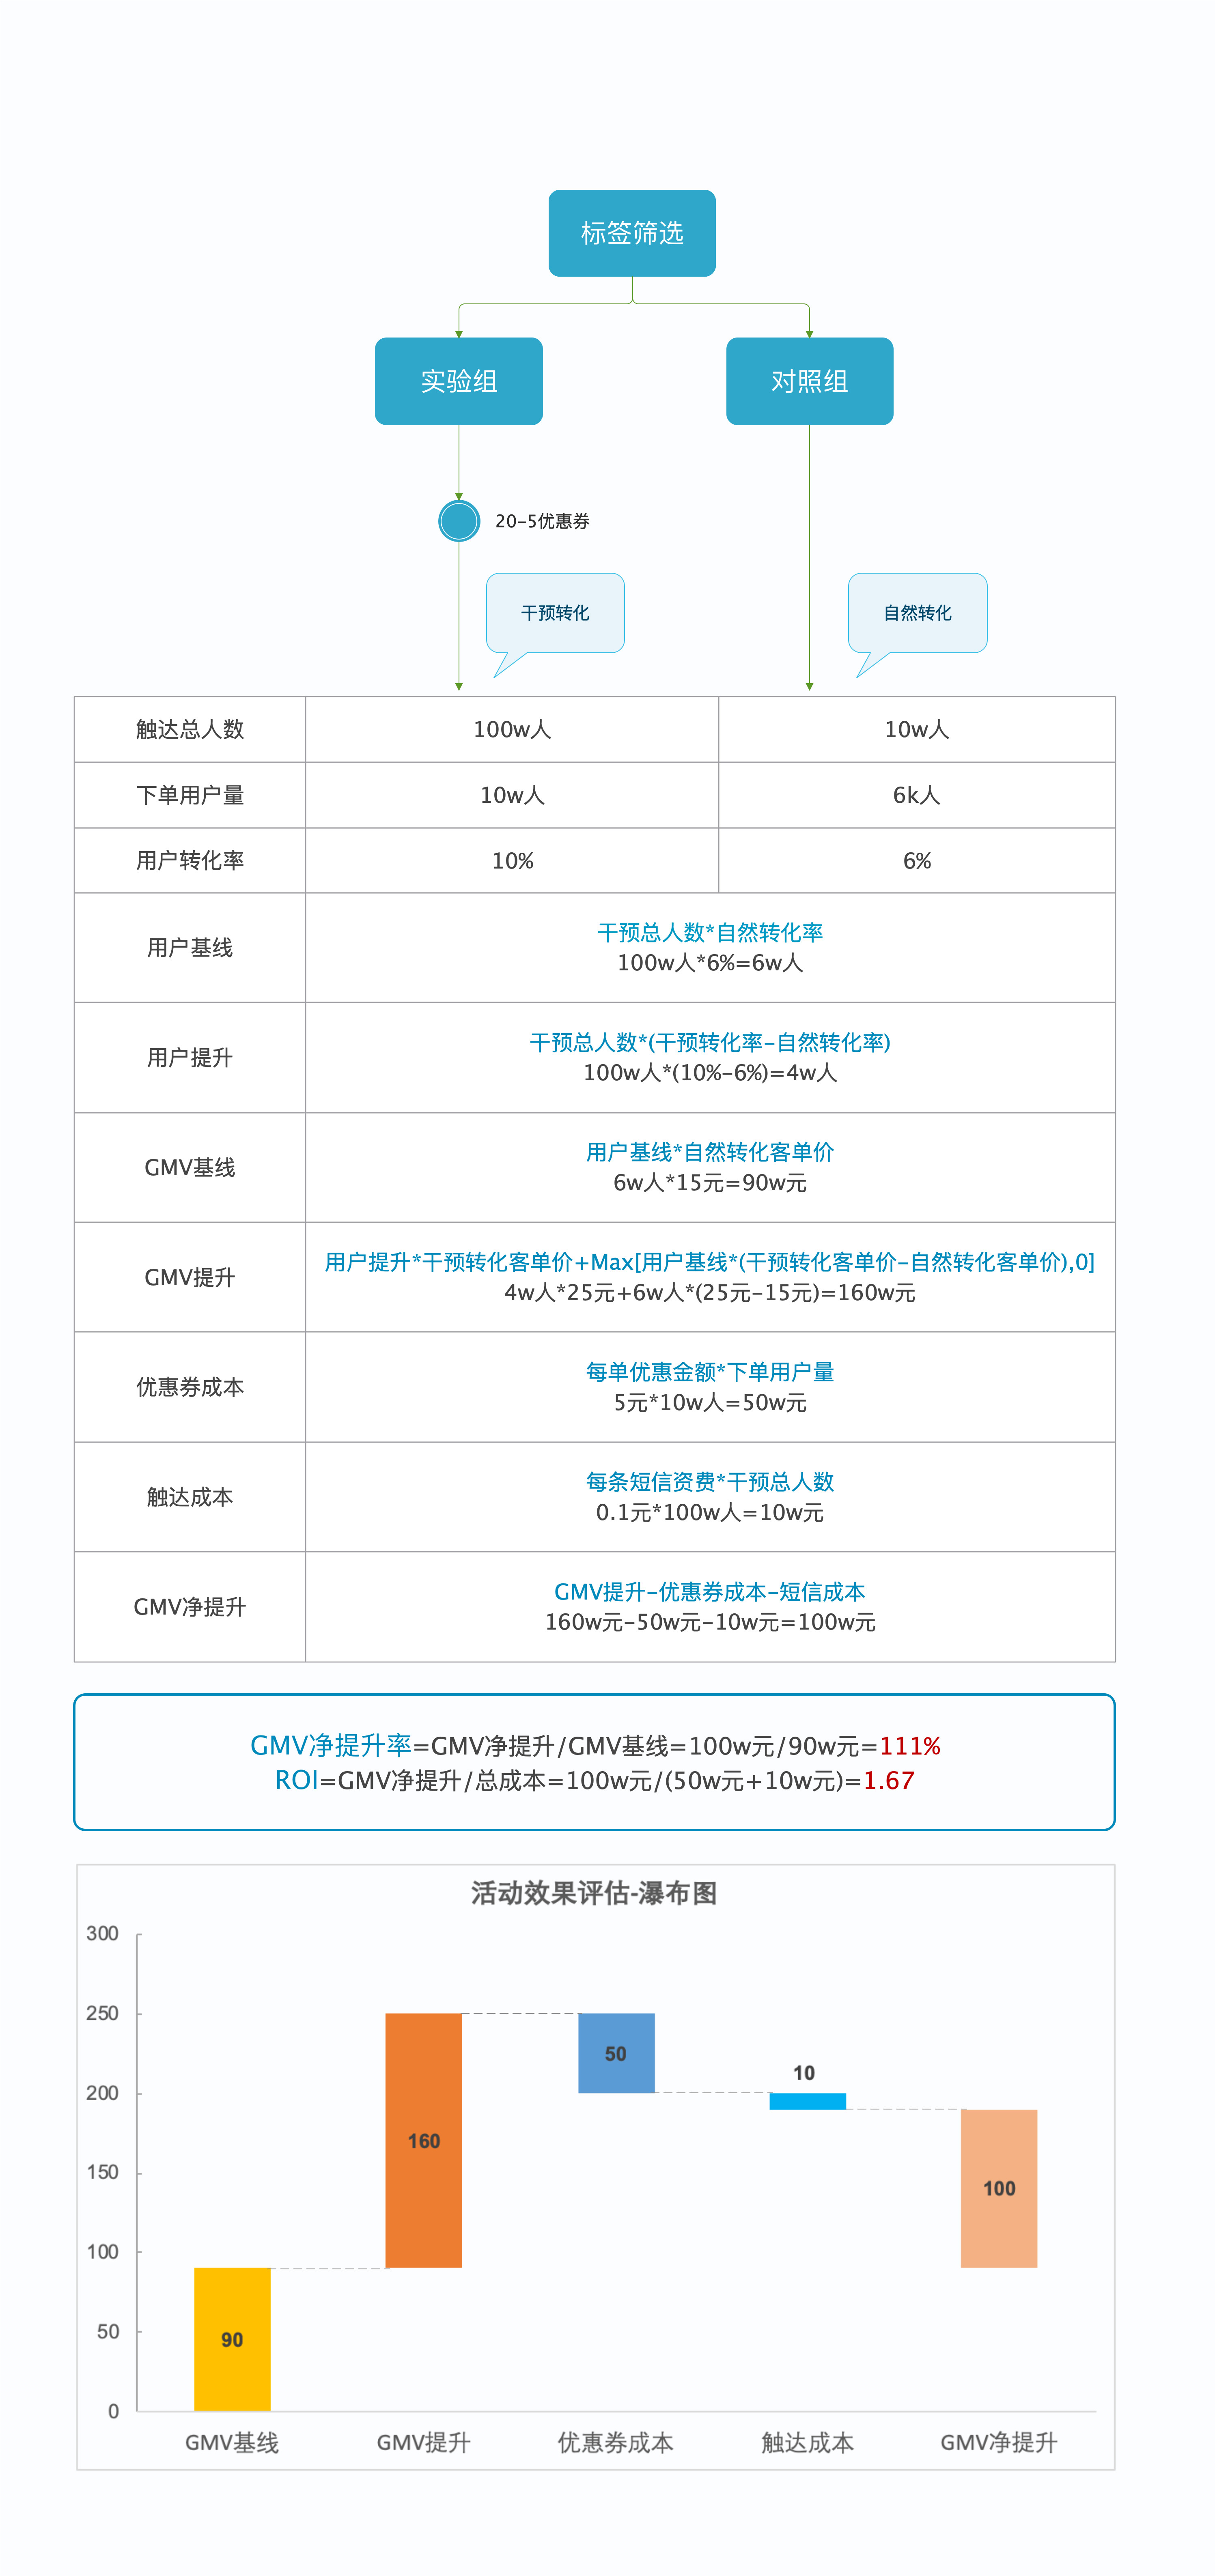 标签筛选
实验组
对照组
20-5优惠券
干预转化
自然转化
触达总人数
100w人
10w人
下单用户量
10w人
6k人
用户转化率
10%
6%
用户基线
干预总人数*自然转化率
100w人*6%=6w人
用户提升
干预总人数*(干预转化率-自然转化率)
100w人*(10%-6%)=4w人
GMV基线
用户基线*自然转化客单价
6w人*15元=90w元
GMV提升
用户提升*干预转化客单价+Max[用户基线*(干预转化客单价-自然转化客单价),0]
4w人*25元+6w人*(25元-15元)=160w元
优惠券成本
每单优惠金额*下单用户量
5元*10w人=50w元
触达成本
每条短信资费*干预总人数
0.1元*100w人=10w元
GMV净提升
GMV提升-优惠券成本-短信成本
160w元-50w元-10w元=100w元
GMV净提升率=GMV净提升/GMV基线=100w元/90w元=111%
ROI=GMV净提升/总成本=100w元/(50w元+10w元)=1.67
活动效果评估-瀑布图
300
250
200
150
100
50
0
90
160
50
10
100
GMV基线
GMV提升
优惠券成本
触达成本
GMV净提升